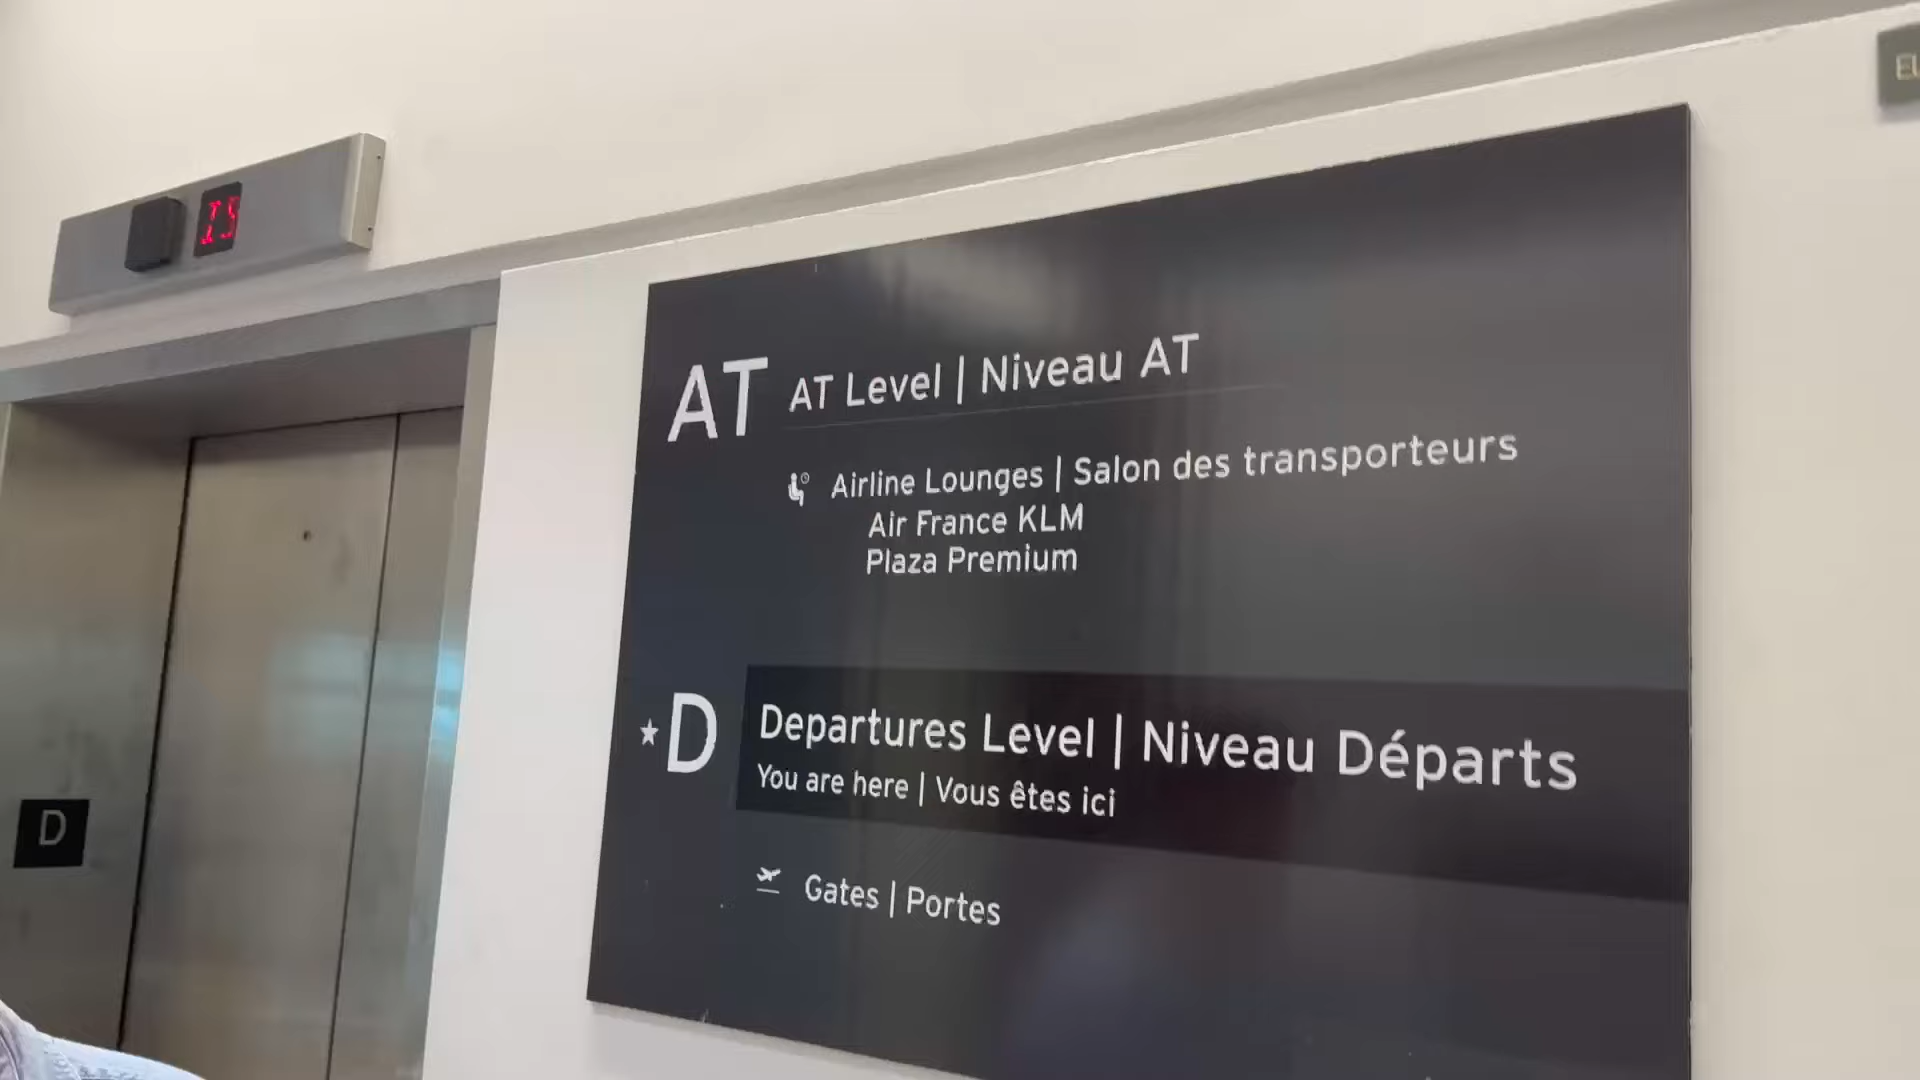 AT AT Level | Niveau AT
Airline Lounges | Salon des transporteurs
Air France KLM
Plaza Premium
D Departures Level | Niveau Départs
You are here | Vous êtes ici
Gates | Portes
D